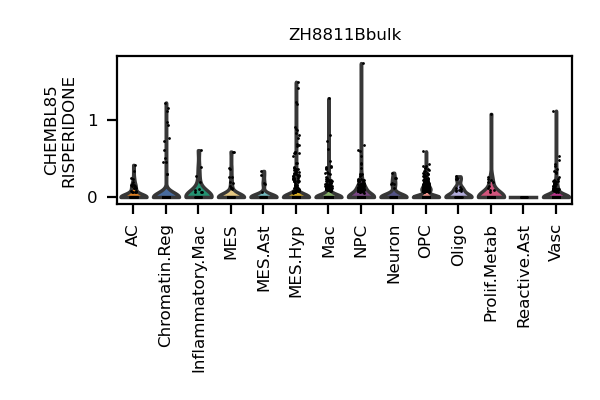 ZH8811Bbulk
CHEMBL85
RISPERIDONE
1
0
AC
Chromatin.Reg
Inflammatory.Mac
MES
MES.Ast
MES.Hyp
Mac
NPC
Neuron
OPC
Oligo
Prolif.Metab
Reactive.Ast
Vasc